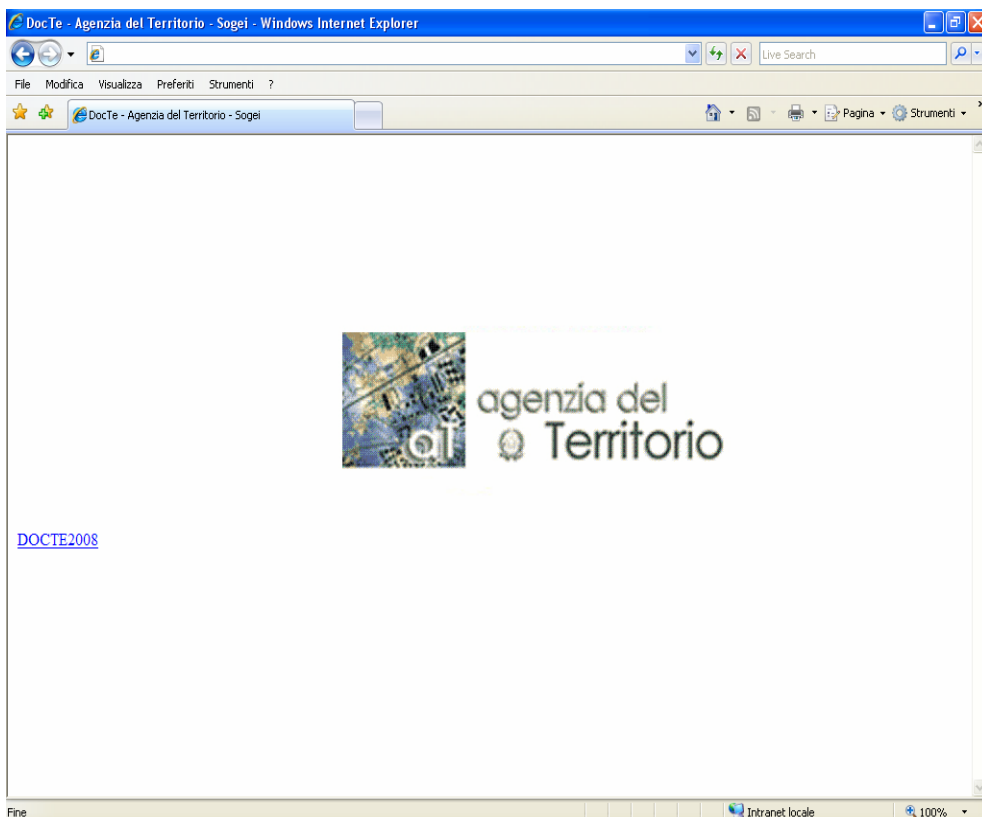 DocTe - Agenzia del Territorio - Sogei - Windows Internet Explorer
Live Search
File Modifica Visualizza Preferiti Strumenti ?
DocTe - Agenzia del Territorio - Sogei
Pagina Strumenti
agenzia del
aT Territorio
DOCTE2008
Fine Intranet locale 100%